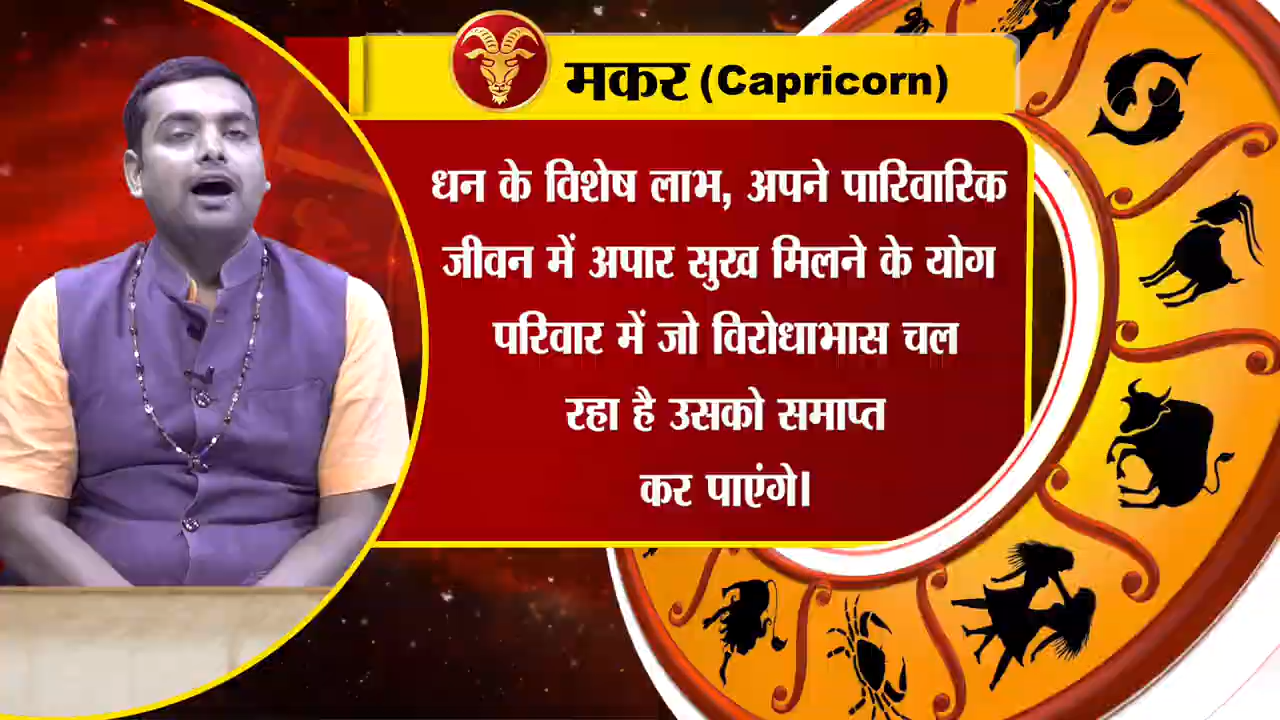 मकर (Capricorn)
धन के विशेष लाभ, अपने पारिवारिक
जीवन में अपार सुख मिलने के योग
परिवार में जो विरोधाभास चल
रहा है उसको समाप्त
कर पाएंगे।